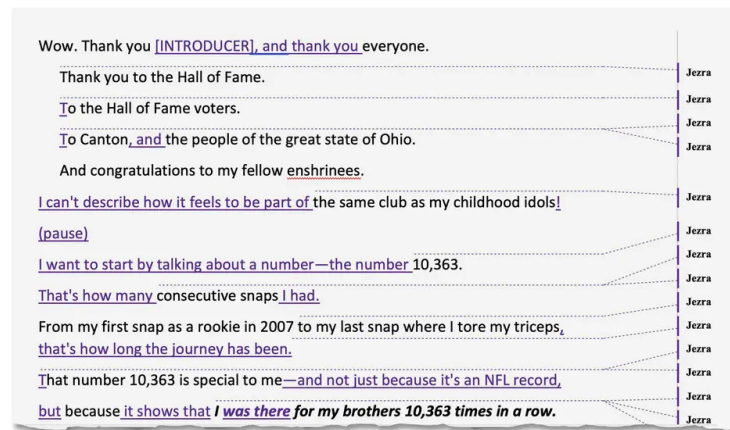 Wow. Thank you [INTRODUCER], and thank you everyone.
Jezra
Thank you to the Hall of Fame.
Jezra
To the Hall of Fame voters.
Jezra
To Canton, and the people of the great state of Ohio.
Jezra
And congratulations to my fellow enshrinees.
I can't describe how it feels to be part of the same club as my childhood idols!
Jezra
(pause)
Jezra
I want to start by talking about a number—the number 10,363.
Jezra
That's how many consecutive snaps I had.
Jezra
From my first snap as a rookie in 2007 to my last snap where I tore my triceps,
Jezra
that's how long the journey has been.
Jezra
That number 10,363 is special to me—and not just because it's an NFL record,
Jezra
but because it shows that I was there for my brothers 10,363 times in a row.
Jezra
Jezra